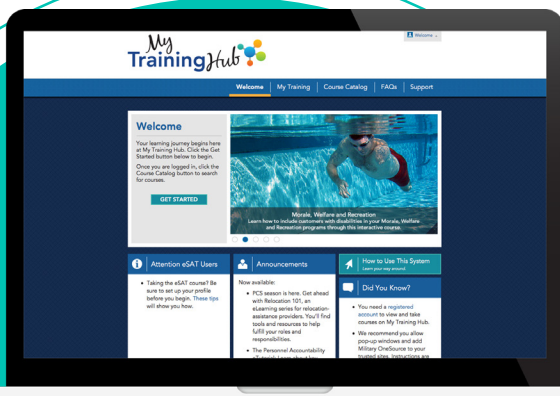 My
Training Hub
Welcome
Welcome
My Training
Course Catalog
FAQs
Support
Welcome
Your learning journey begins here
at My Training Hub. Click the Get
Started button below to begin.
Once you are logged in, click the
Course Catalog button to search
for courses.
GET STARTED
Morale, Welfare and Recreation
Learn how to include customers with disabilities in your Morale, Welfare
and Recreation programs through this interactive course.
Attention eSAT Users
• Taking the eSAT course? Be
sure to set up your profile
before you begin. These tips
will show you how.
Announcements
Now available:
• PCS season is here. Get ahead
with Relocation 101, an
eLearning series for relocation-
assistance providers. You'll find
tools and resources to help
fulfill your roles and
responsibilities.
• The Personnel Accountability
eTutorial: Learn about key
How to Use This System
Learn your way around.
Did You Know?
• You need a registered
account to view and take
courses on My Training Hub.
• We recommend you allow
pop-up windows and add
Military OneSource to your
trusted sites. Instructions are